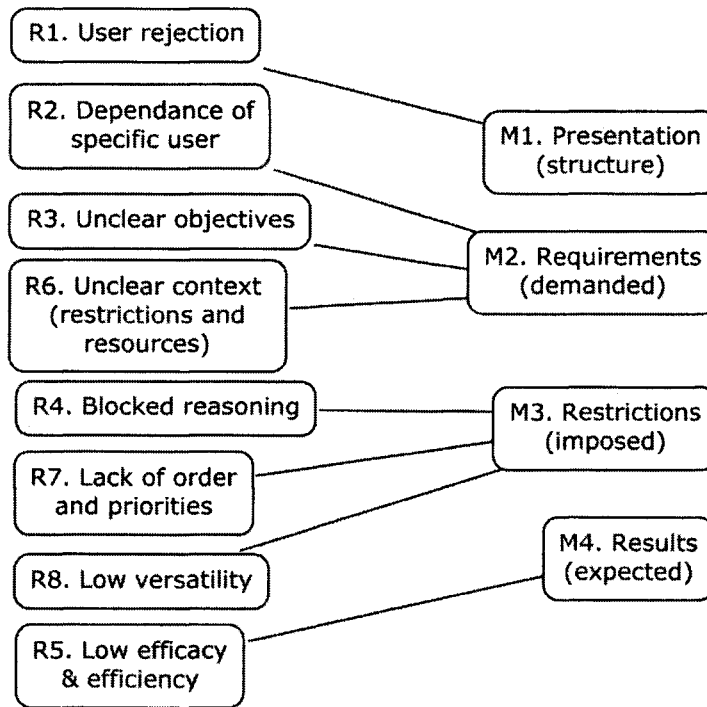 R1. User rejection
R2. Dependance of
specific user
R3. Unclear objectives
R6. Unclear context
(restrictions and
resources)
R4. Blocked reasoning
R7. Lack of order
and priorities
R8. Low versatility
R5. Low efficacy
& efficiency
M1. Presentation
(structure)
M2. Requirements
(demanded)
M3. Restrictions
(imposed)
M4. Results
(expected)